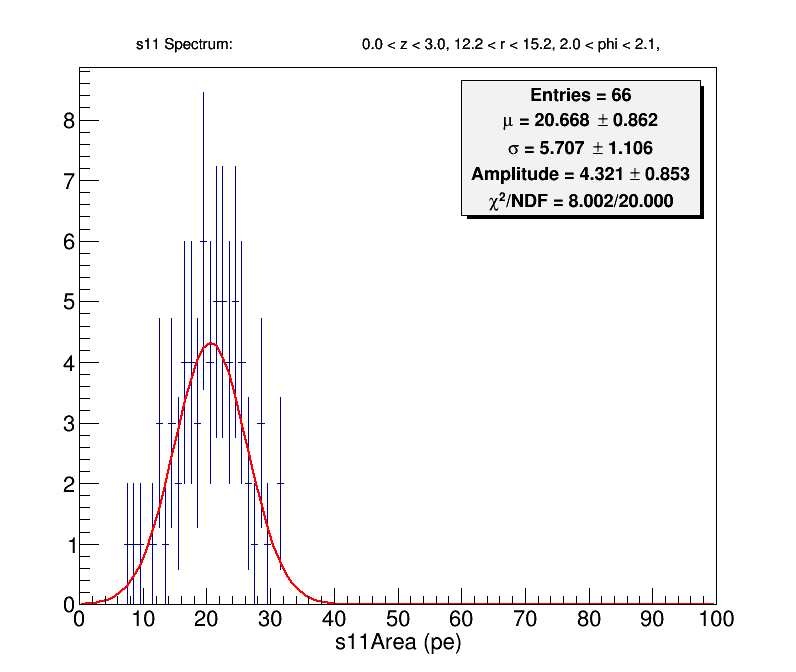 s11 Spectrum: 0.0 < z < 3.0, 12.2 < r < 15.2, 2.0 < phi < 2.1,
Entries = 66
μ = 20.668 ± 0.862
σ = 5.707 ± 1.106
Amplitude = 4.321 ± 0.853
χ²/NDF = 8.002/20.000
8
7
6
5
4
3
2
1
0
0 10 20 30 40 50 60 70 80 90 100
s11Area (pe)